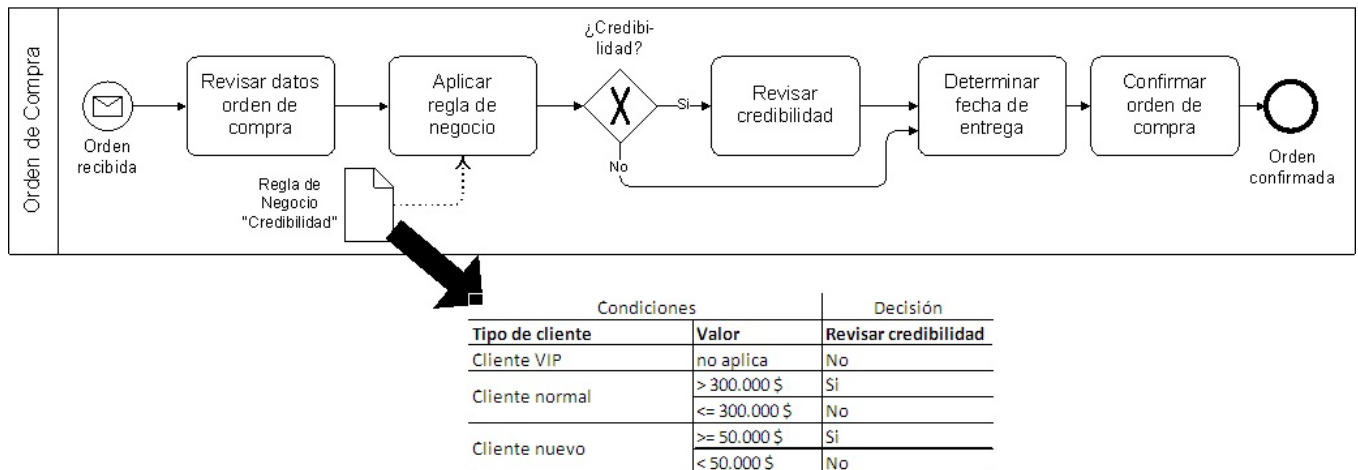 Orden de Compra
Orden
recibida
Revisar datos
orden de
compra
Aplicar
regla de
negocio
Regla de
Negocio
"Credibilidad"
¿Credibi-
lidad?
Si
No
Revisar
credibilidad
Determinar
fecha de
entrega
Confirmar
orden de
compra
Orden
confirmada
Condiciones Decisión
Tipo de cliente Valor Revisar credibilidad
Cliente VIP no aplica No
Cliente normal > 300.000 $ Si
<= 300.000 $ No
Cliente nuevo >= 50.000 $ Si
< 50.000 $ No